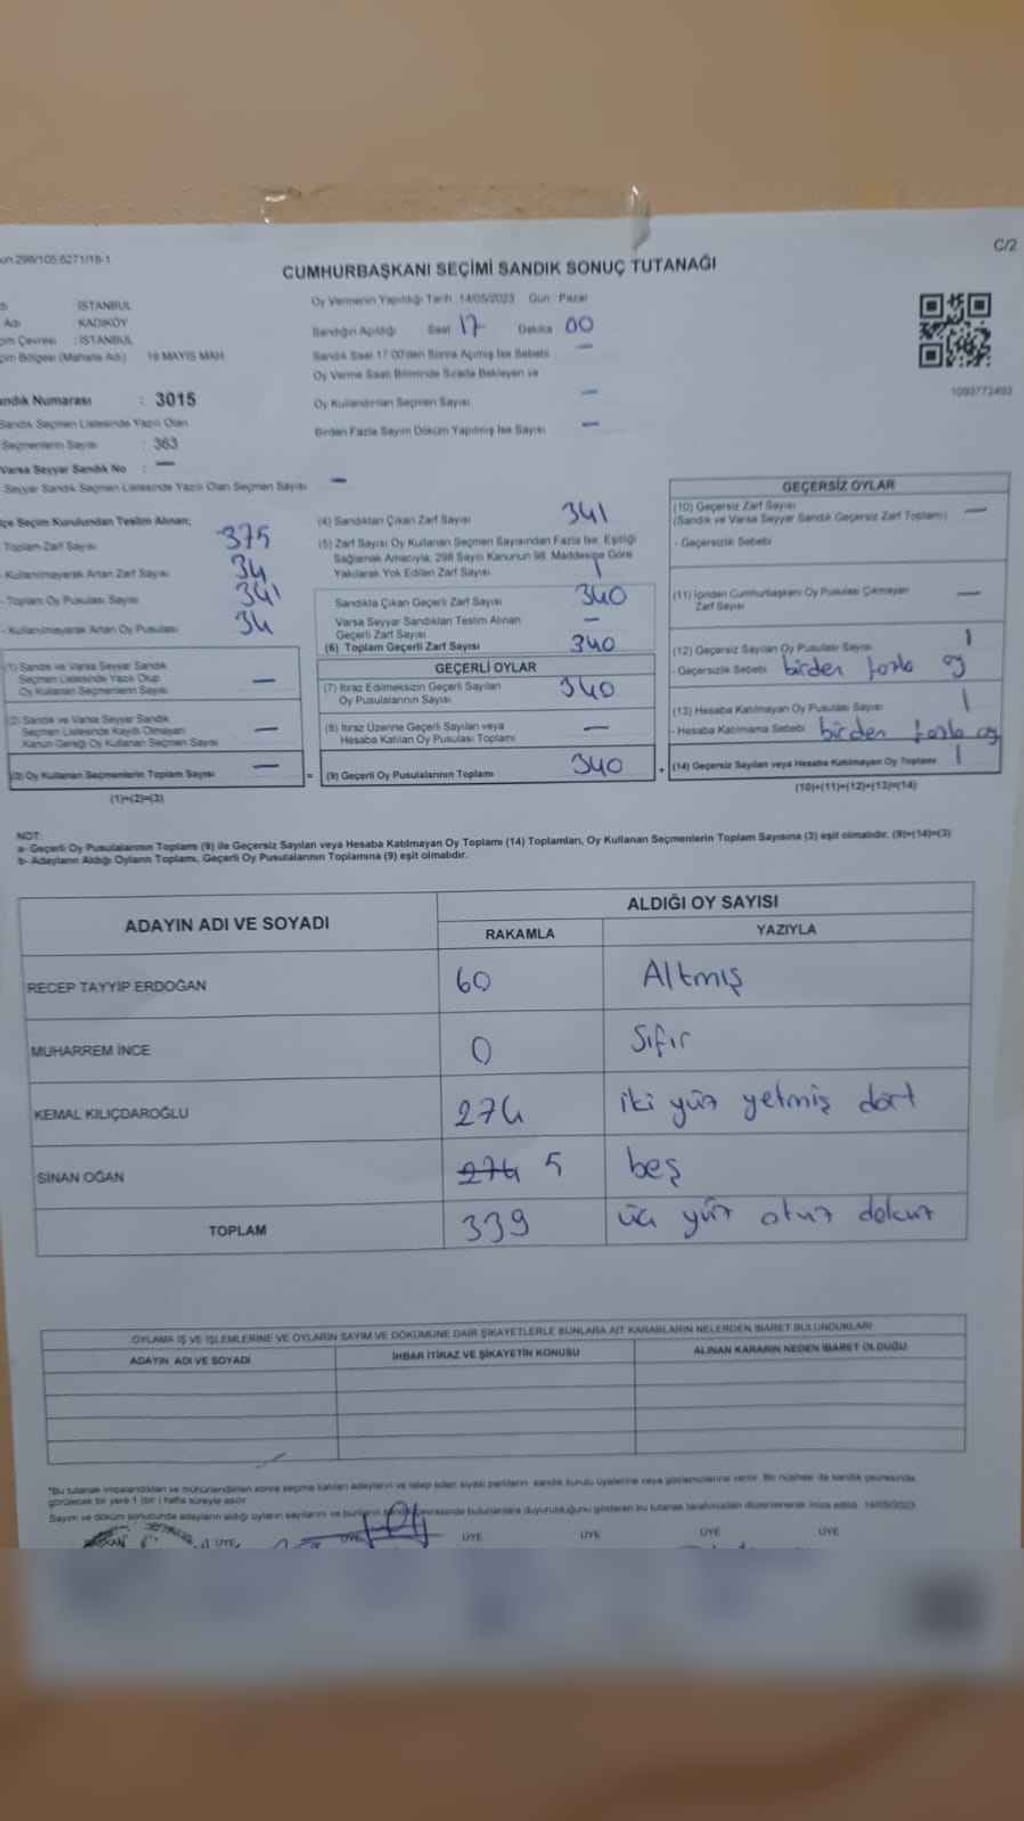 C/2
298/105.6271/18-1
CUMHURBAŞKANI SEÇİMİ SANDIK SONUÇ TUTANAĞI
İSTANBUL
Adı KADIKÖY
Çevresi : İSTANBUL
Bölgesi (Mahalle Adı) 19 MAYIS MAH
Sandık Numarası : 3015
Sandık Seçmen Listesinde Yazılı Olan
Seçmenlerin Sayısı : 363
Varsa Seyyar Sandık No : —
Seyyar Sandık Seçmen Listesinde Yazılı Olan Seçmen Sayısı —
Oy Vermenin Yapıldığı Tarih :14/05/2023 Gün : Pazar
Sandığın Açıldığı Saat 17 Dakika 00
Sandık Saat 17.00'den Sonra Açılmış İse Sebebi : —
Oy Verme Saati Bitiminde Sırada Bekleyen ve
Oy Kullandırılan Seçmen Sayısı —
Birden Fazla Sayım Döküm Yapılmış İse Sayısı —
1093773493
İlçe Seçim Kurulundan Teslim Alınan;
- Toplam Zarf Sayısı 375
- Kullanılmayarak Artan Zarf Sayısı 34
- Toplam Oy Pusulası Sayısı 341
- Kullanılmayarak Artan Oy Pusulası 34
(1) Sandık ve Varsa Seyyar Sandık
Seçmen Listesinde Yazılı Olup
Oy Kullanan Seçmenlerin Sayısı —
(2) Sandık ve Varsa Seyyar Sandık
Seçmen Listesinde Kayıtlı Olmayan
Kanun Gereği Oy Kullanan Seçmen Sayısı —
(3) Oy Kullanan Seçmenlerin Toplam Sayısı —
(1)+(2)=(3)
(4) Sandıktan Çıkan Zarf Sayısı 341
(5) Zarf Sayısı Oy Kullanan Seçmen Sayısından Fazla İse, Eşitliği
Sağlamak Amacıyla, 298 Sayılı Kanunun 98. Maddesine Göre
Yakılarak Yok Edilen Zarf Sayısı 1
Sandıkta Çıkan Geçerli Zarf Sayısı 340
Varsa Seyyar Sandıktan Teslim Alınan
Geçerli Zarf Sayısı —
(6) Toplam Geçerli Zarf Sayısı 340
GEÇERLİ OYLAR
(7) İtiraz Edilmeksizin Geçerli Sayılan
Oy Pusulalarının Sayısı 340
(8) İtiraz Üzerine Geçerli Sayılan veya
Hesaba Katılan Oy Pusulası Toplamı —
= (9) Geçerli Oy Pusulalarının Toplamı 340
GEÇERSİZ OYLAR
(10) Geçersiz Zarf Sayısı
(Sandık ve Varsa Seyyar Sandık Geçersiz Zarf Toplamı) —
- Geçersizlik Sebebi
(11) İçinden Cumhurbaşkanı Oy Pusulası Çıkmayan
Zarf Sayısı —
(12) Geçersiz Sayılan Oy Pusulası Sayısı 1
- Geçersizlik Sebebi birden fazla oy
(13) Hesaba Katılmayan Oy Pusulası Sayısı 1
- Hesaba Katılmama Sebebi birden fazla oy
+ (14) Geçersiz Sayılan veya Hesaba Katılmayan Oy Toplamı 1
(10)+(11)+(12)+(13)=(14)
NOT:
a- Geçerli Oy Pusulalarının Toplamı (9) ile Geçersiz Sayılan veya Hesaba Katılmayan Oy Toplamı (14) Toplamları, Oy Kullanan Seçmenlerin Toplam Sayısına (3) eşit olmalıdır. (9)+(14)=(3)
b- Adayların Aldığı Oyların Toplamı, Geçerli Oy Pusulalarının Toplamına (9) eşit olmalıdır.
ADAYIN ADI VE SOYADI
ALDIĞI OY SAYISI
RAKAMLA YAZIYLA
RECEP TAYYİP ERDOĞAN 60 Altmış
MUHARREM İNCE 0 Sıfır
KEMAL KILIÇDAROĞLU 274 iki yüz yetmiş dört
SİNAN OĞAN 274 5 beş
TOPLAM 339 üç yüz otuz dokuz
OYLAMA İŞ VE İŞLEMLERİNE VE OYLARIN SAYIM VE DÖKÜMÜNE DAİR ŞİKAYETLERLE BUNLARA AİT KARARLARIN NELERDEN İBARET BULUNDUKLARI
ADAYIN ADI VE SOYADI İHBAR İTİRAZ VE ŞİKAYETİN KONUSU ALINAN KARARIN NEDEN İBARET OLDUĞU
ÜYE ÜYE ÜYE ÜYE ÜYE ÜYE